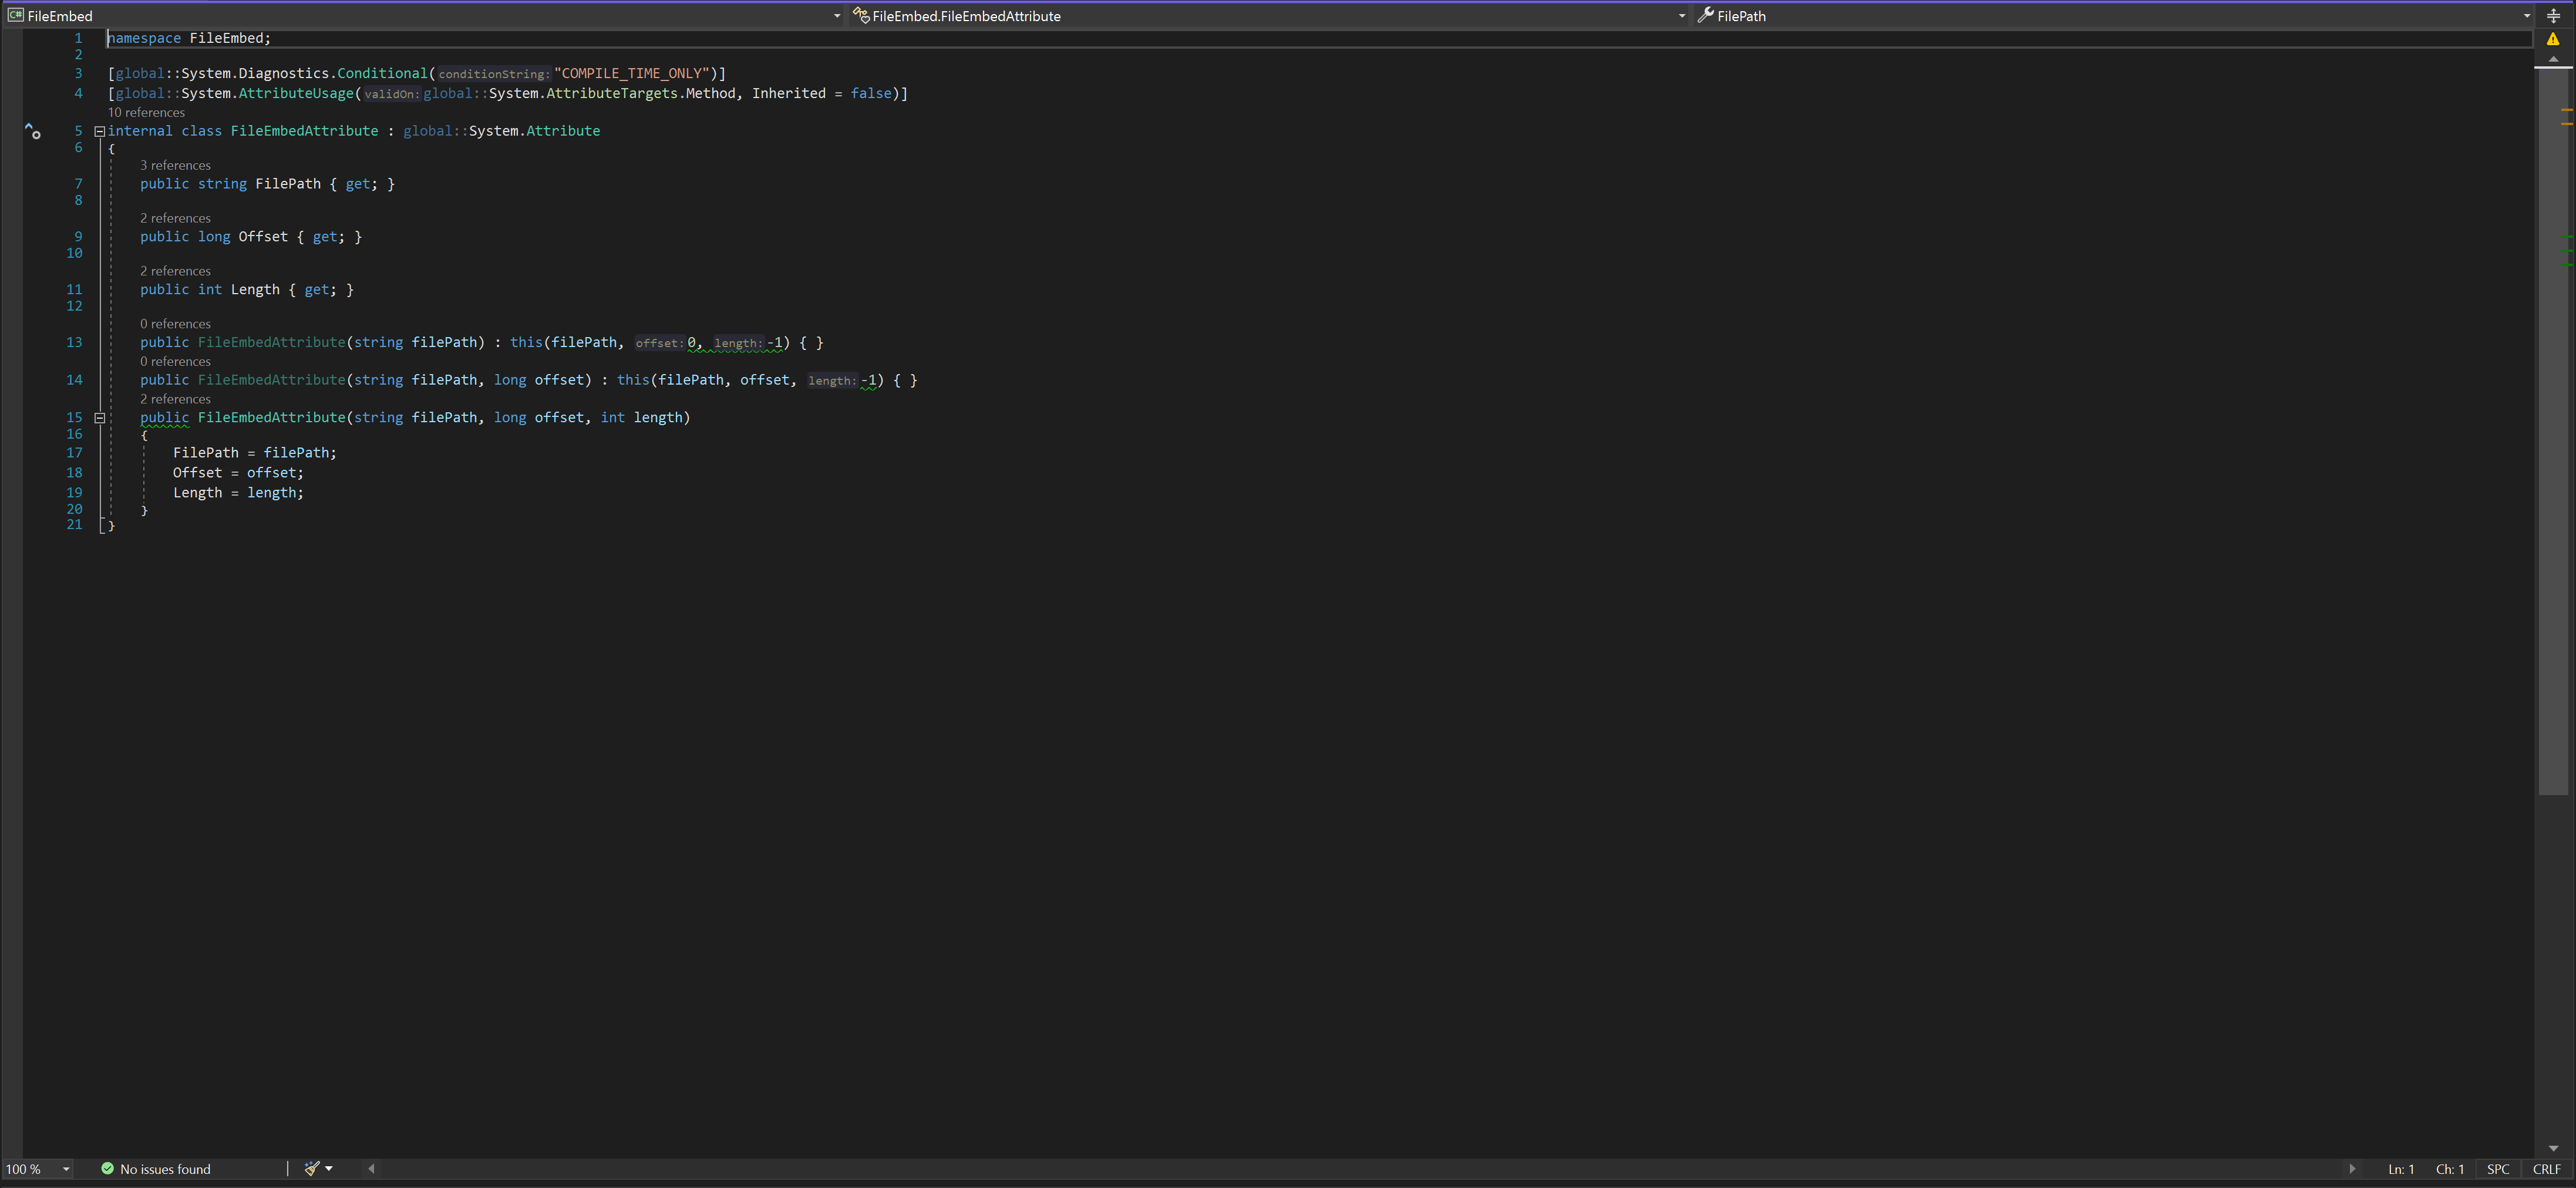 FileEmbed FileEmbed.FileEmbedAttribute FilePath
1 namespace FileEmbed;
2
3 [global::System.Diagnostics.Conditional(conditionString:"COMPILE_TIME_ONLY")]
4 [global::System.AttributeUsage(validOn:global::System.AttributeTargets.Method, Inherited = false)]
10 references
5 internal class FileEmbedAttribute : global::System.Attribute
6 {
3 references
7 public string FilePath { get; }
8
2 references
9 public long Offset { get; }
10
2 references
11 public int Length { get; }
12
0 references
13 public FileEmbedAttribute(string filePath) : this(filePath, offset:0, length:-1) { }
0 references
14 public FileEmbedAttribute(string filePath, long offset) : this(filePath, offset, length:-1) { }
2 references
15 public FileEmbedAttribute(string filePath, long offset, int length)
16 {
17 FilePath = filePath;
18 Offset = offset;
19 Length = length;
20 }
21 }
100 % No issues found Ln: 1 Ch: 1 SPC CRLF